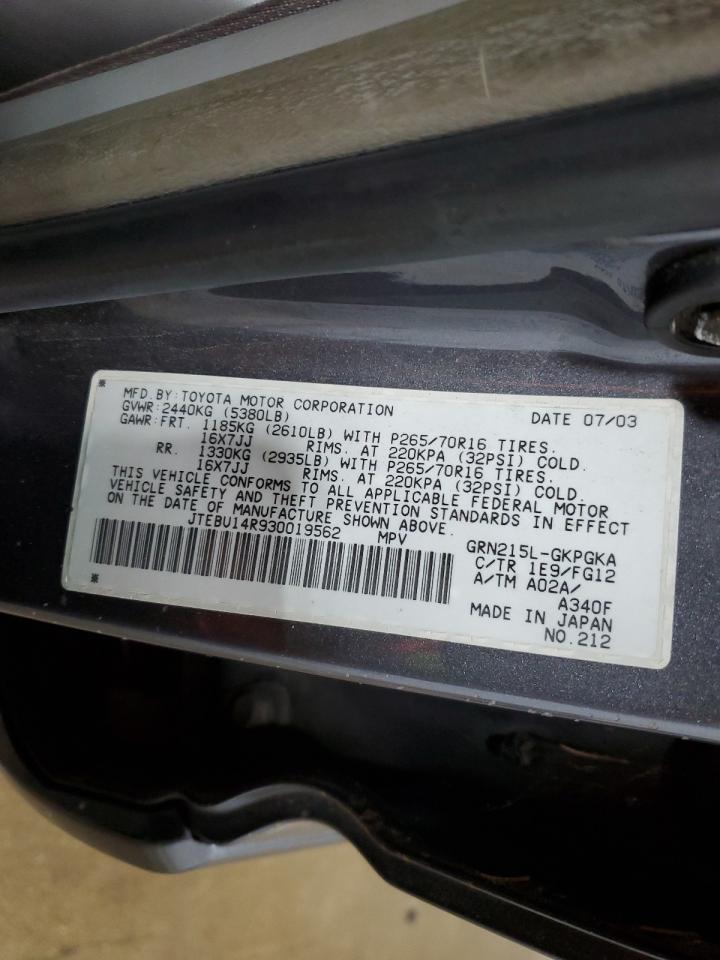 MFD.BY:TOYOTA MOTOR CORPORATION DATE 07/03
GVWR:2440KG (5380LB)
GAWR:FRT. 1185KG (2610LB) WITH P265/70R16 TIRES.
16X7JJ RIMS. AT 220KPA (32PSI) COLD.
RR. 1330KG (2935LB) WITH P265/70R16 TIRES.
16X7JJ RIMS. AT 220KPA (32PSI) COLD.
THIS VEHICLE CONFORMS TO ALL APPLICABLE FEDERAL MOTOR
VEHICLE SAFETY AND THEFT PREVENTION STANDARDS IN EFFECT
ON THE DATE OF MANUFACTURE SHOWN ABOVE.
JTEBU14R930019562 MPV GRN215L-GKPGKA
C/TR 1E9/FG12
A/TM A02A/
A340F
MADE IN JAPAN
NO.212